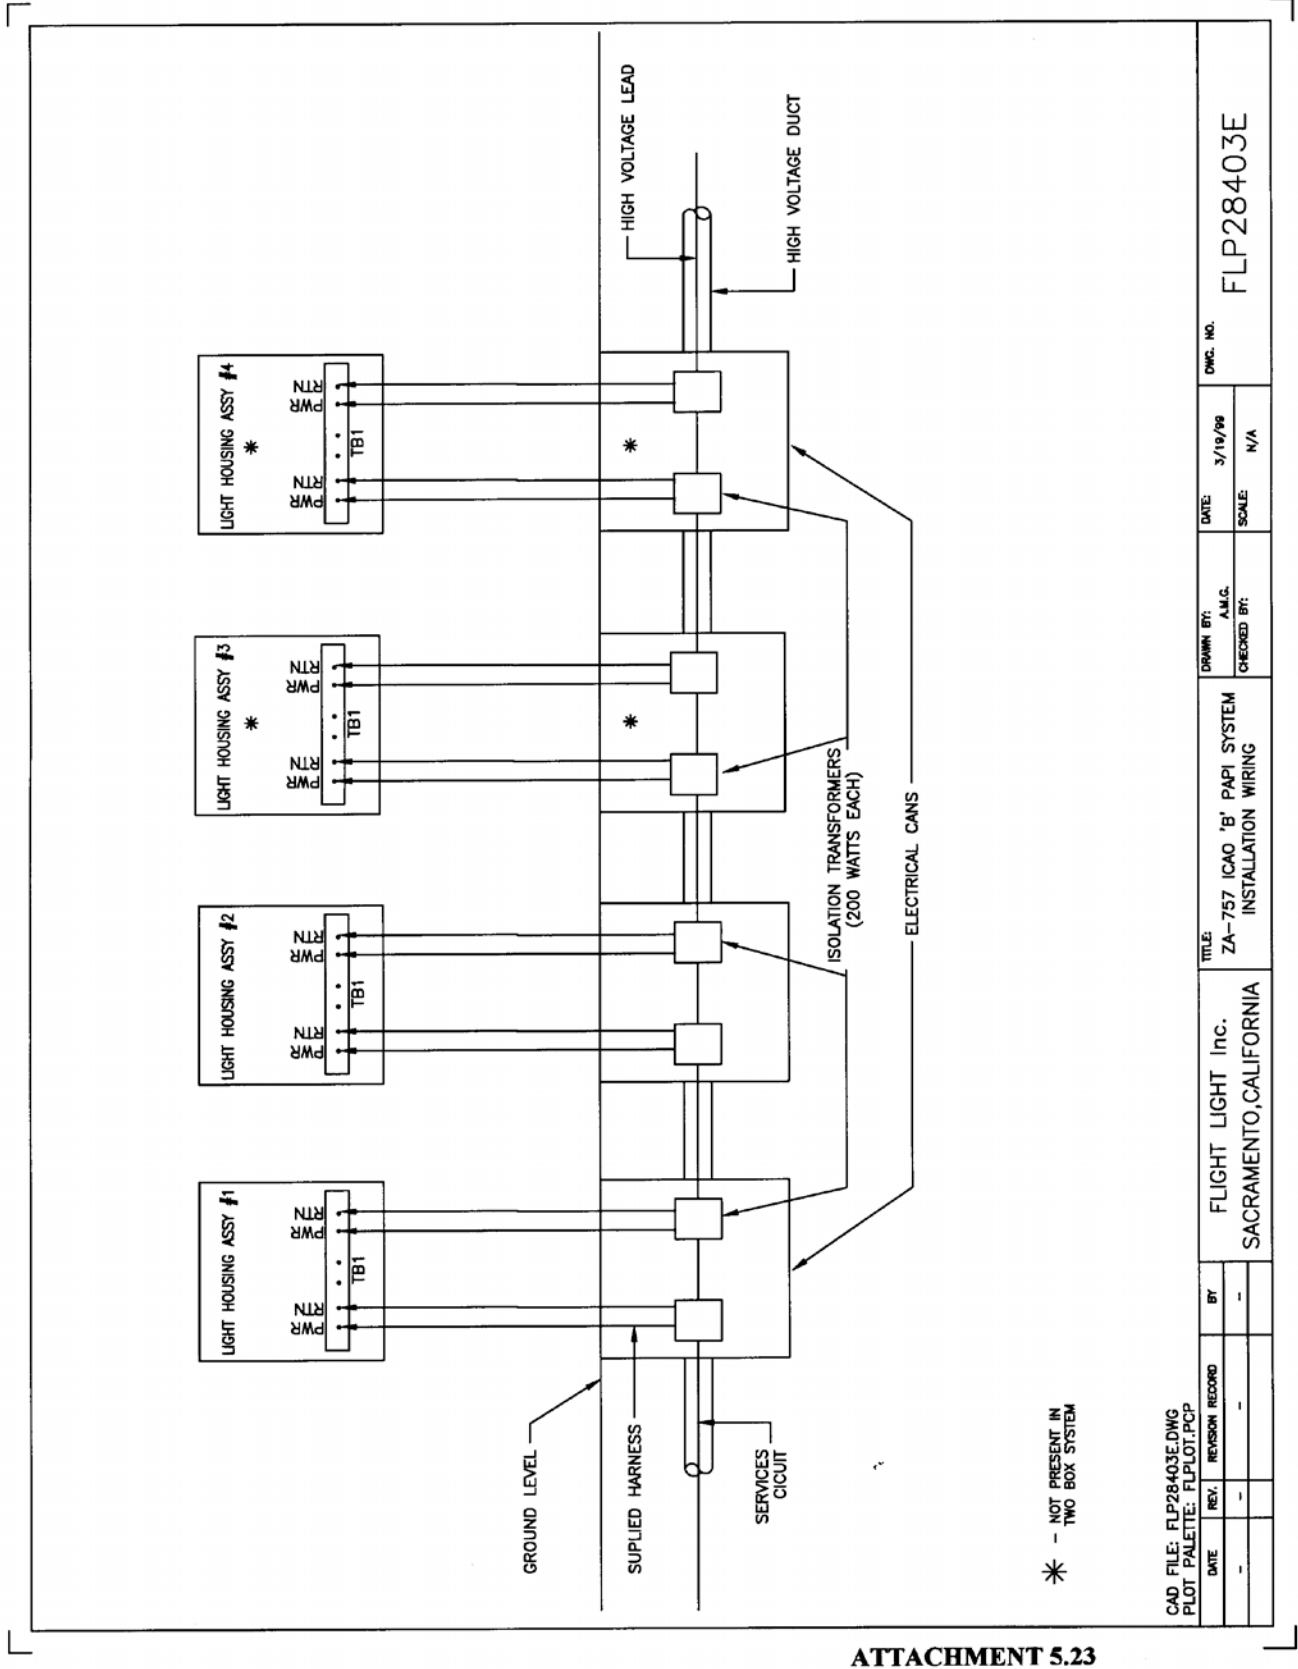 LIGHT HOUSING ASSY #1
PWR
RTN
PWR
RTN
TB1
LIGHT HOUSING ASSY #2
PWR
RTN
PWR
RTN
TB1
LIGHT HOUSING ASSY #3
*
PWR
RTN
PWR
RTN
TB1
LIGHT HOUSING ASSY #4
*
PWR
RTN
PWR
RTN
TB1
GROUND LEVEL
SUPLIED HARNESS
SERVICES
CICUIT
*
*
HIGH VOLTAGE LEAD
HIGH VOLTAGE DUCT
ISOLATION TRANSFORMERS
(200 WATTS EACH)
ELECTRICAL CANS
* - NOT PRESENT IN
TWO BOX SYSTEM
CAD FILE: FLP28403E.DWG
PLOT PALETTE: FLPLOT.PCP
DATE
REV.
REVISION RECORD
BY
-
-
-
-
FLIGHT LIGHT Inc.
SACRAMENTO,CALIFORNIA
TITLE:
ZA-757 ICAO 'B' PAPI SYSTEM
INSTALLATION WIRING
DRAWN BY:
A.M.G.
CHECKED BY:
DATE:
3/19/99
SCALE:
N/A
DWG. NO.
FLP28403E
ATTACHMENT 5.23